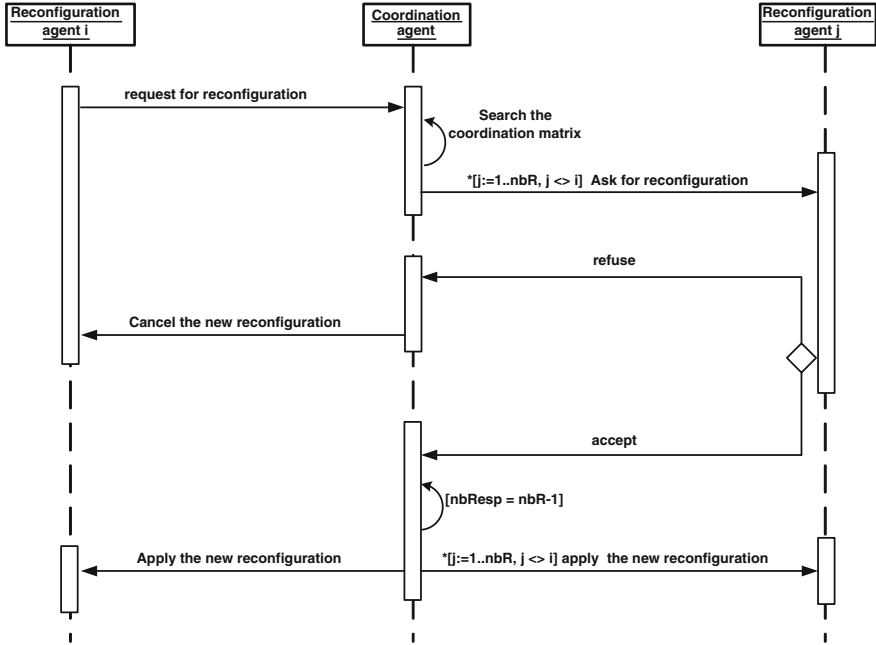 Reconfiguration
agent i
Coordination
agent
Reconfiguration
agent j
request for reconfiguration
Search the
coordination matrix
*[j:=1..nbR, j <> i] Ask for reconfiguration
refuse
Cancel the new reconfiguration
accept
[nbResp = nbR-1]
Apply the new reconfiguration
*[j:=1..nbR, j <> i] apply the new reconfiguration